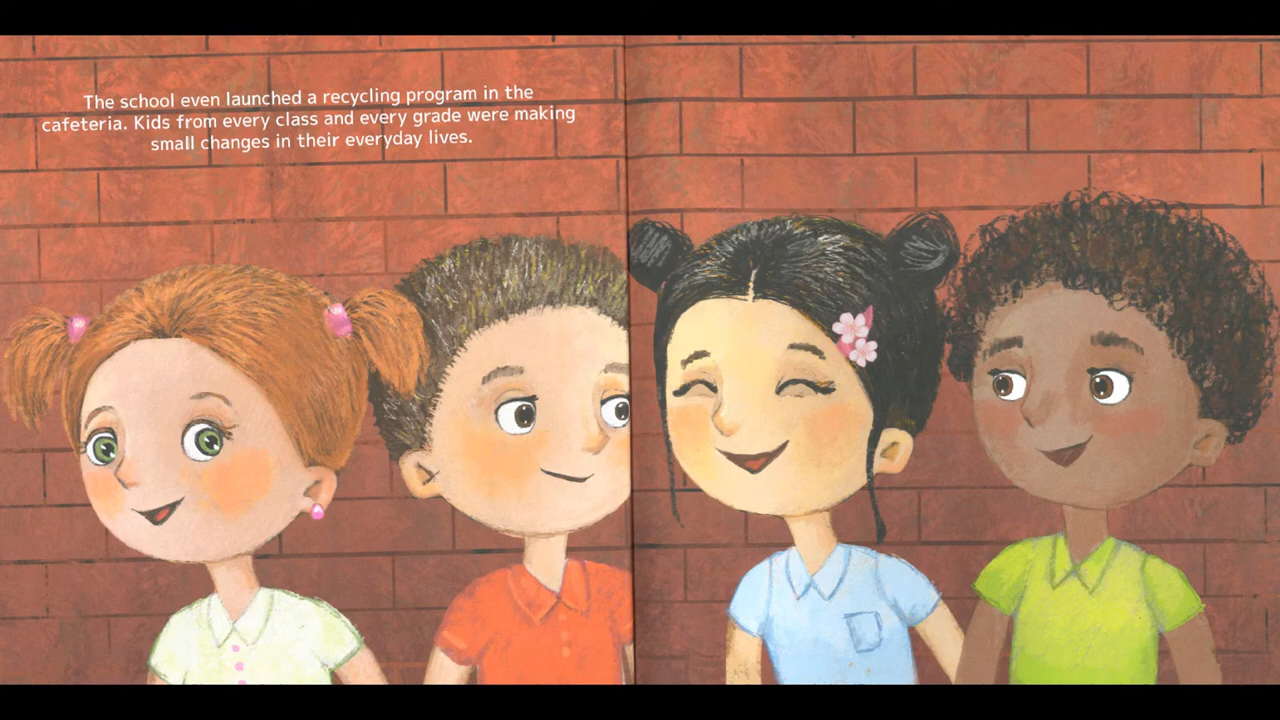 The school even launched a recycling program in the
cafeteria. Kids from every class and every grade were making
small changes in their everyday lives.